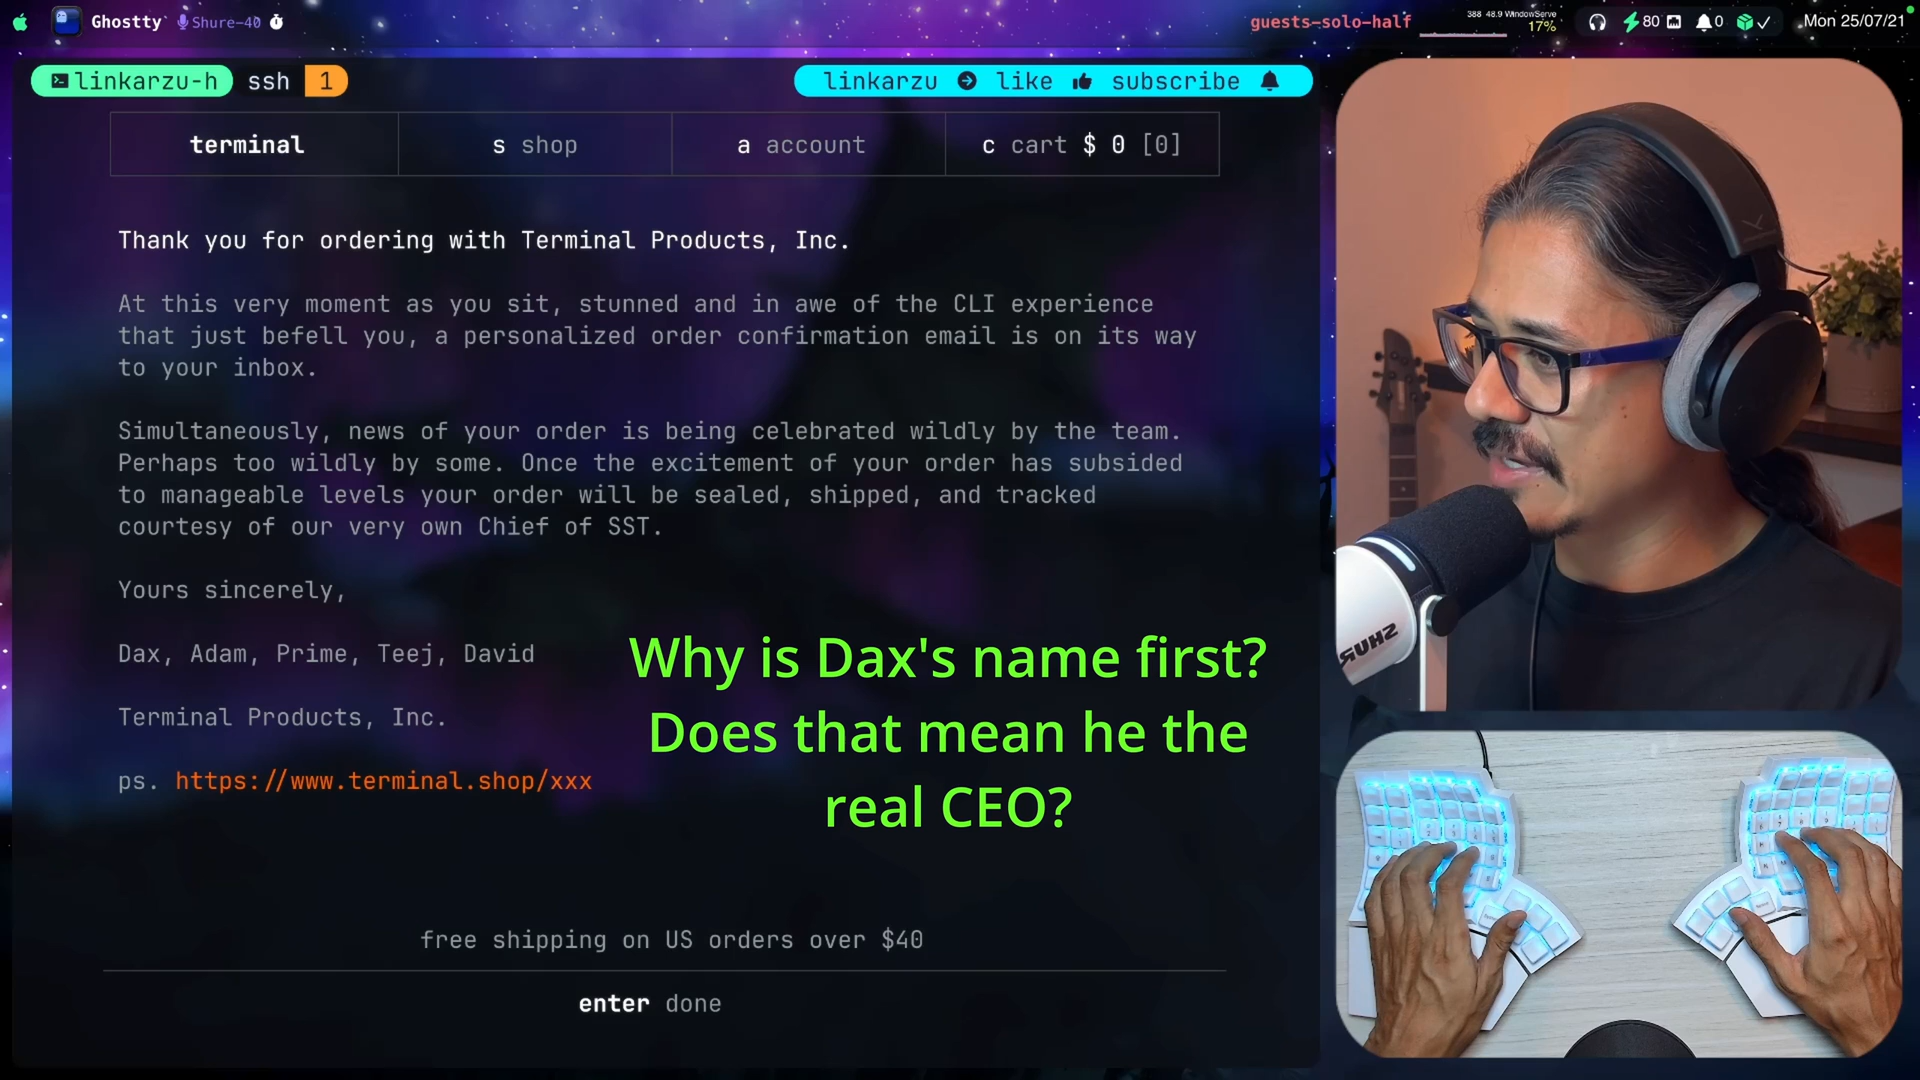 Ghostty Shure-40
guests-solo-half
388 48.9 WindowServe
17%
80
0
Mon 25/07/21
linkarzu-h ssh 1
linkarzu like subscribe
terminal
s shop
a account
c cart $ 0 [0]
Thank you for ordering with Terminal Products, Inc.
At this very moment as you sit, stunned and in awe of the CLI experience
that just befell you, a personalized order confirmation email is on its way
to your inbox.
Simultaneously, news of your order is being celebrated wildly by the team.
Perhaps too wildly by some. Once the excitement of your order has subsided
to manageable levels your order will be sealed, shipped, and tracked
courtesy of our very own Chief of SST.
Yours sincerely,
Dax, Adam, Prime, Teej, David
Terminal Products, Inc.
ps. https://www.terminal.shop/xxx
Why is Dax's name first?
Does that mean he the
real CEO?
free shipping on US orders over $40
enter done
SHURE